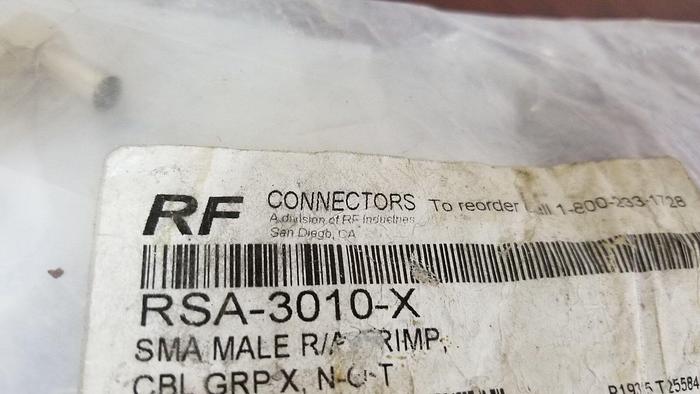 RF CONNECTORS To reorder call 1-800-233-1728
A division of RF Industries
San Diego, CA
RSA-3010-X
SMA MALE R/A CRIMP,
CBL GRP X, N-G-T